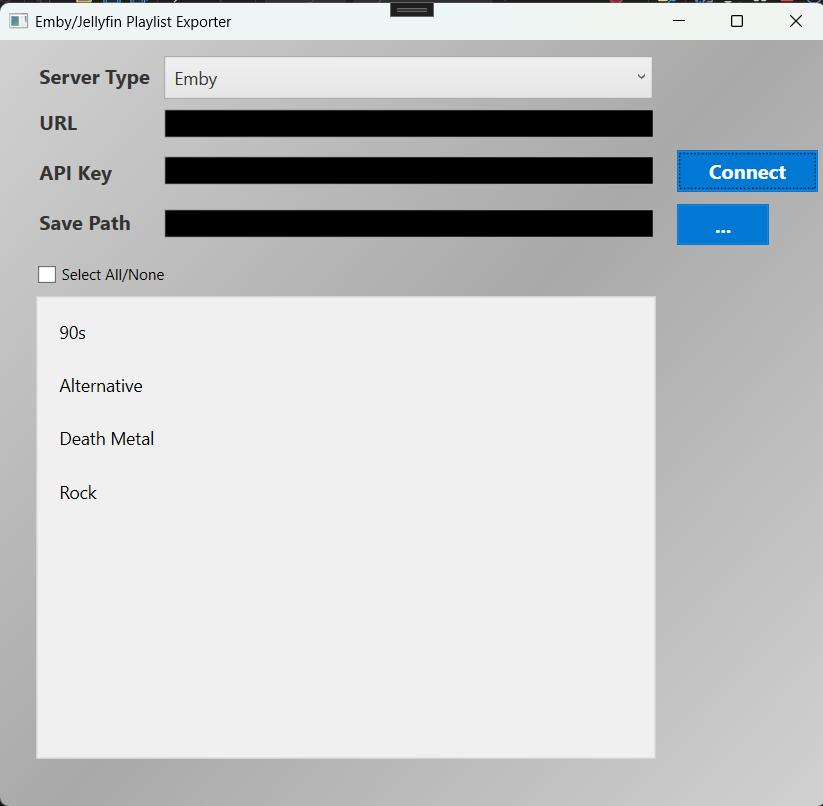 Emby/Jellyfin Playlist Exporter
Server Type
Emby
URL
API Key
Connect
Save Path
...
Select All/None
90s
Alternative
Death Metal
Rock